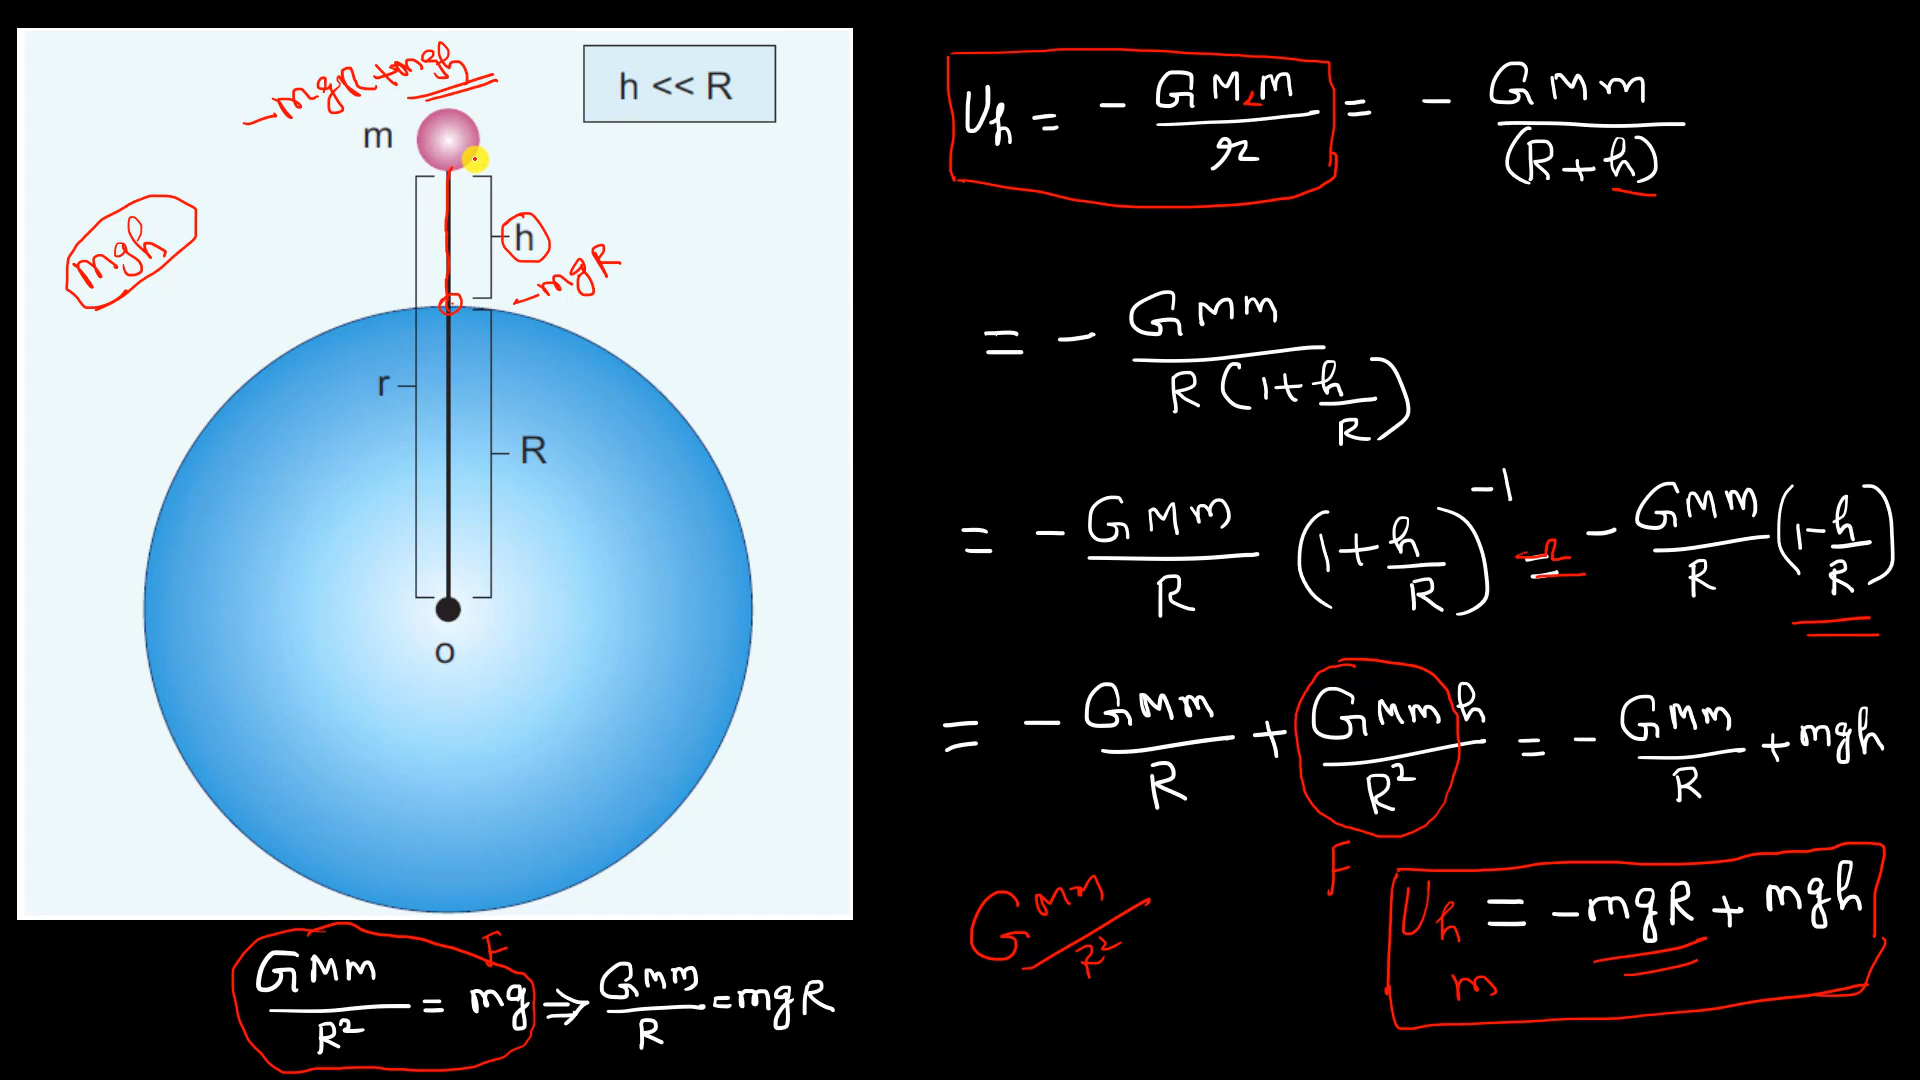 -mgR+mgh
h << R
m
mgh
h
-mgR
r
R
o
GMm/R² = mg ⇒ GMm/R = mgR
F
U_h = - GMm/r = - GMm/(R+h)
= - GMm/R(1+h/R)
= - GMm/R (1+h/R)^-1 = - GMm/R (1-h/R)
= - GMm/R + GMmh/R² = - GMm/R + mgh
F
GMm/R²
U_h = -mgR + mgh
m